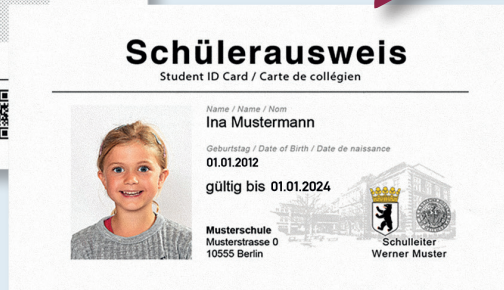 Schülerausweis
Student ID Card / Carte de collégien
Name / Name / Nom
Ina Mustermann
Geburtstag / Date of Birth / Date de naissance
01.01.2012
gültig bis 01.01.2024
Musterschule
Musterstrasse 0
10555 Berlin
Schulleiter
Werner Muster